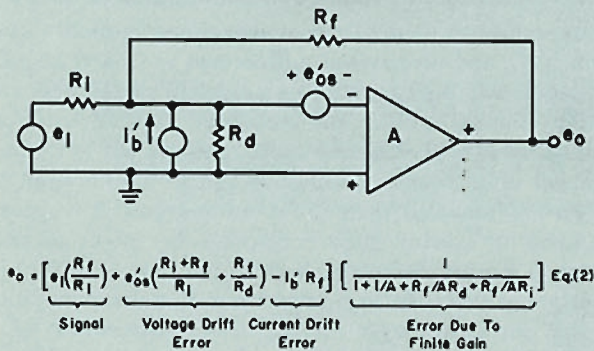 Rf
R1
+ e'os -
-
e1
I'b
Rd
A
+
+
eo
eo = [e1(Rf/R1) + e'os(R1+Rf/R1 + Rf/Rd) - I'b Rf] [1/1+1/A+Rf/ARd+Rf/ARi] Eq.(2)
Signal
Voltage Drift Error
Current Drift Error
Error Due To Finite Gain